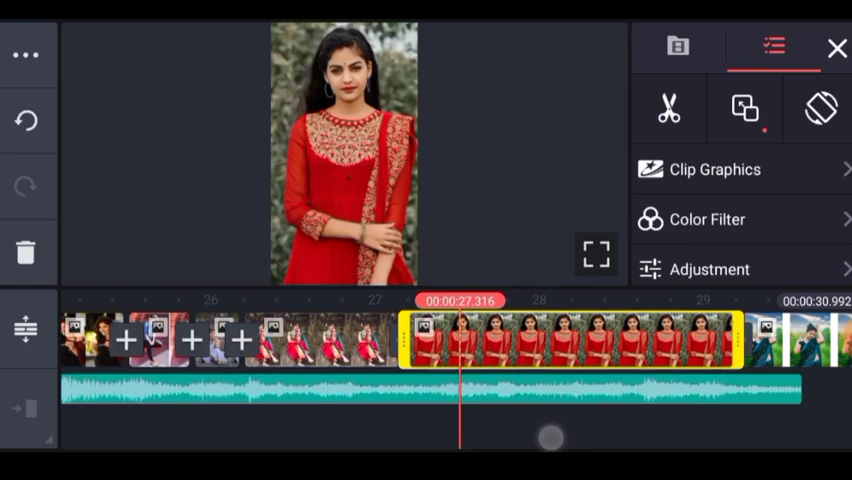 Clip Graphics
Color Filter
Adjustment
26
27
00:00:27.316
28
29
00:00:30.992